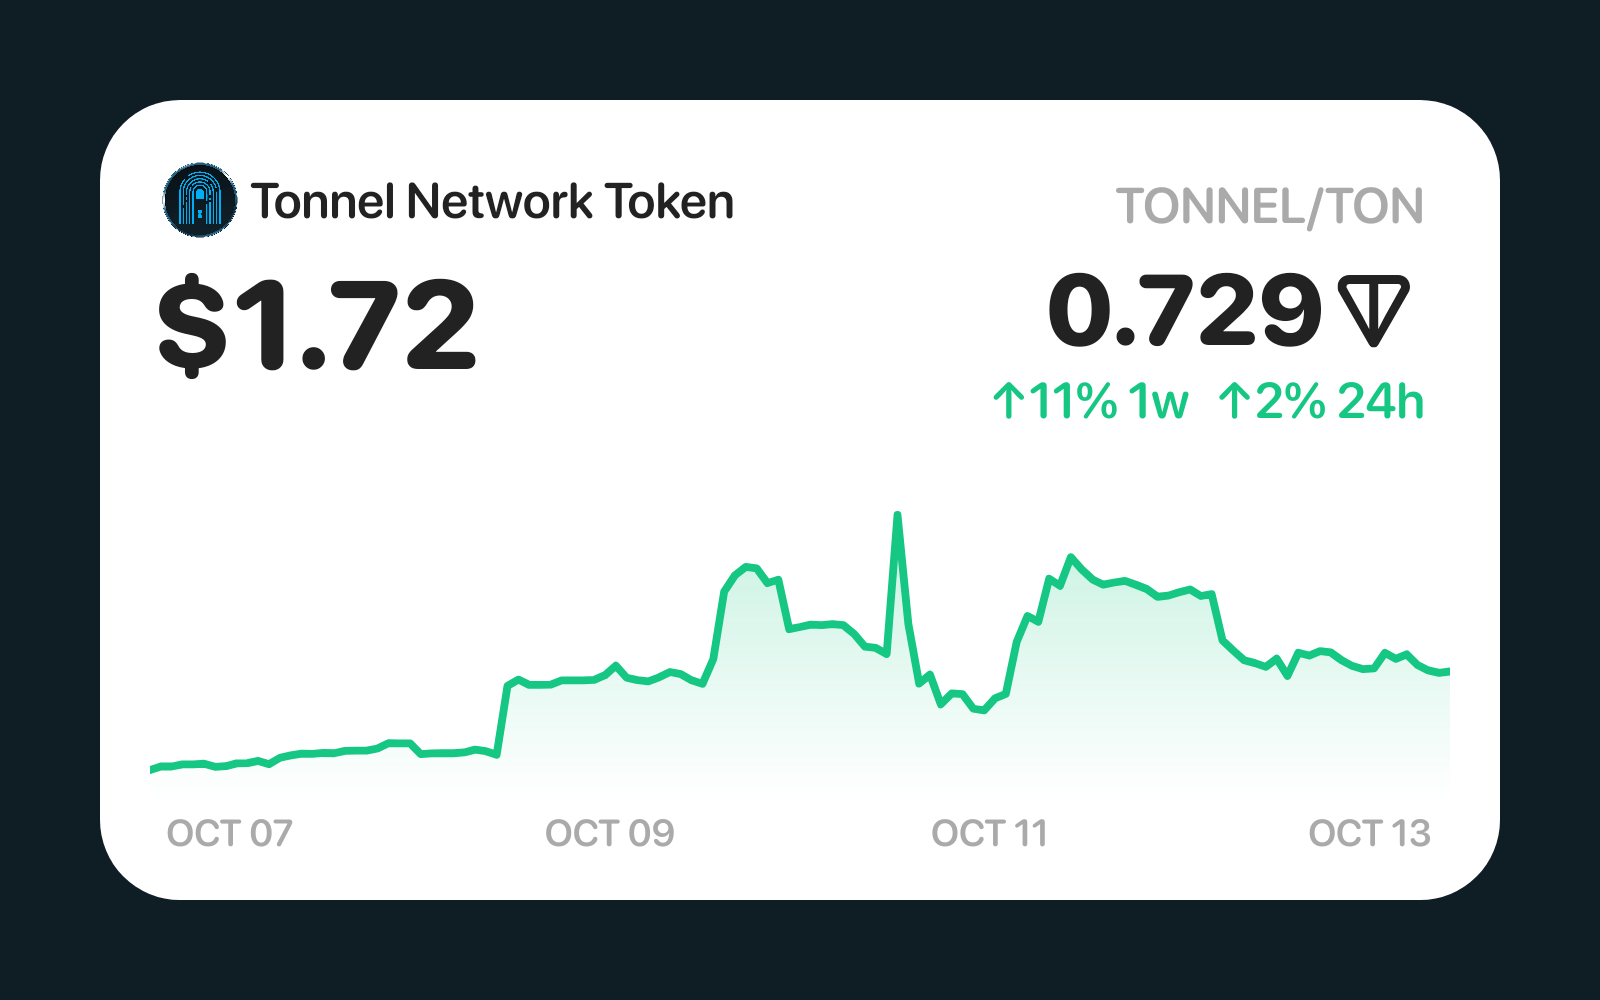 Tonnel Network Token
TONNEL/TON
$1.72
0.729
↑11% 1w ↑2% 24h
OCT 07 OCT 09 OCT 11 OCT 13